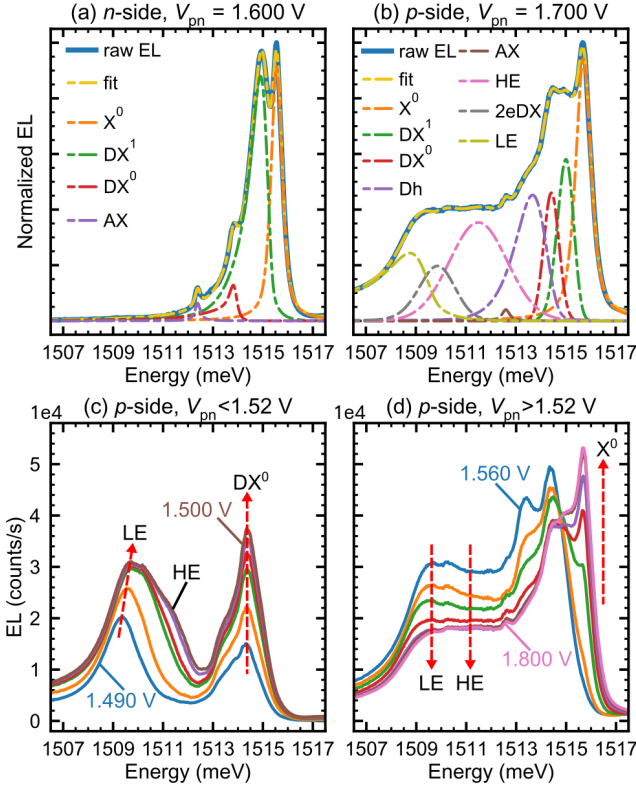 (a) n-side, Vpn = 1.600 V
(b) p-side, Vpn = 1.700 V
Normalized EL
raw EL
fit
X⁰
DX¹
DX⁰
AX
raw EL
fit
X⁰
DX¹
DX⁰
Dh
AX
HE
2eDX
LE
1507 1509 1511 1513 1515 1517
Energy (meV)
1507 1509 1511 1513 1515 1517
Energy (meV)
(c) p-side, Vpn<1.52 V
(d) p-side, Vpn>1.52 V
1e4
1e4
EL (counts/s)
5
4
3
2
1
0
LE
HE
1.500 V
DX⁰
1.490 V
1.560 V
X⁰
LE
HE
1.800 V
1507 1509 1511 1513 1515 1517
Energy (meV)
1507 1509 1511 1513 1515 1517
Energy (meV)